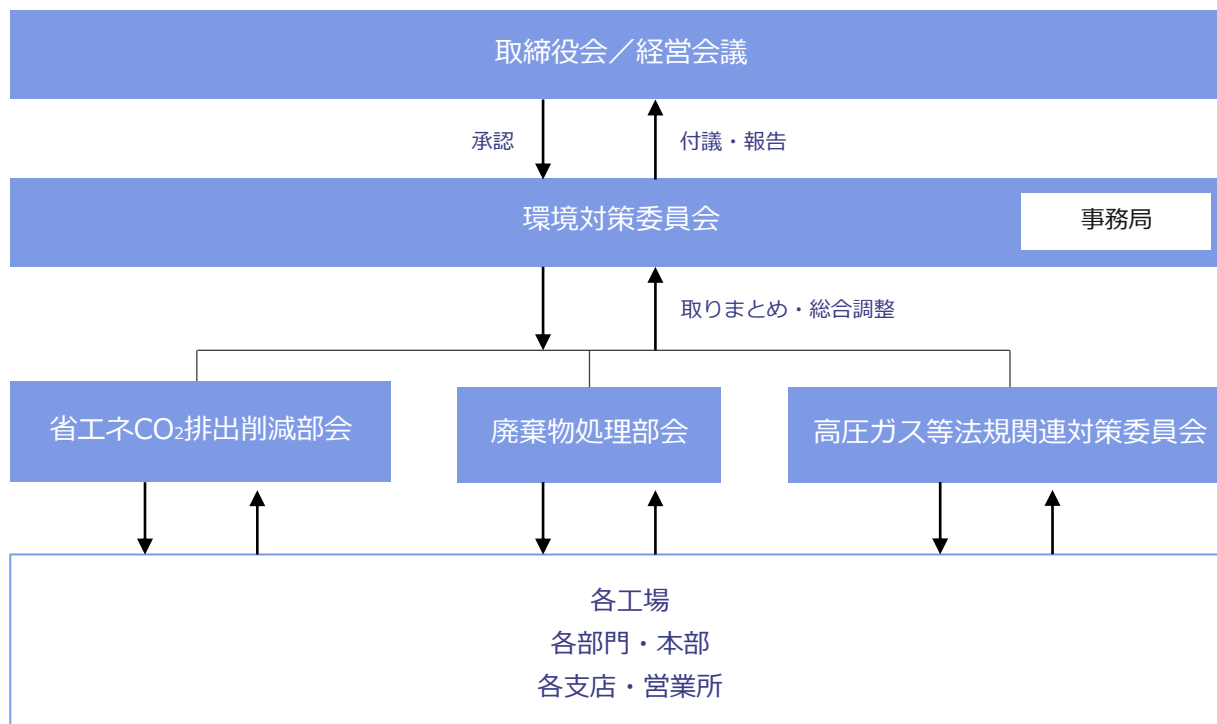 取締役会／経営会議
承認
付議・報告
環境対策委員会
事務局
取りまとめ・総合調整
省エネCO₂排出削減部会
廃棄物処理部会
高圧ガス等法規関連対策委員会
各工場
各部門・本部
各支店・営業所